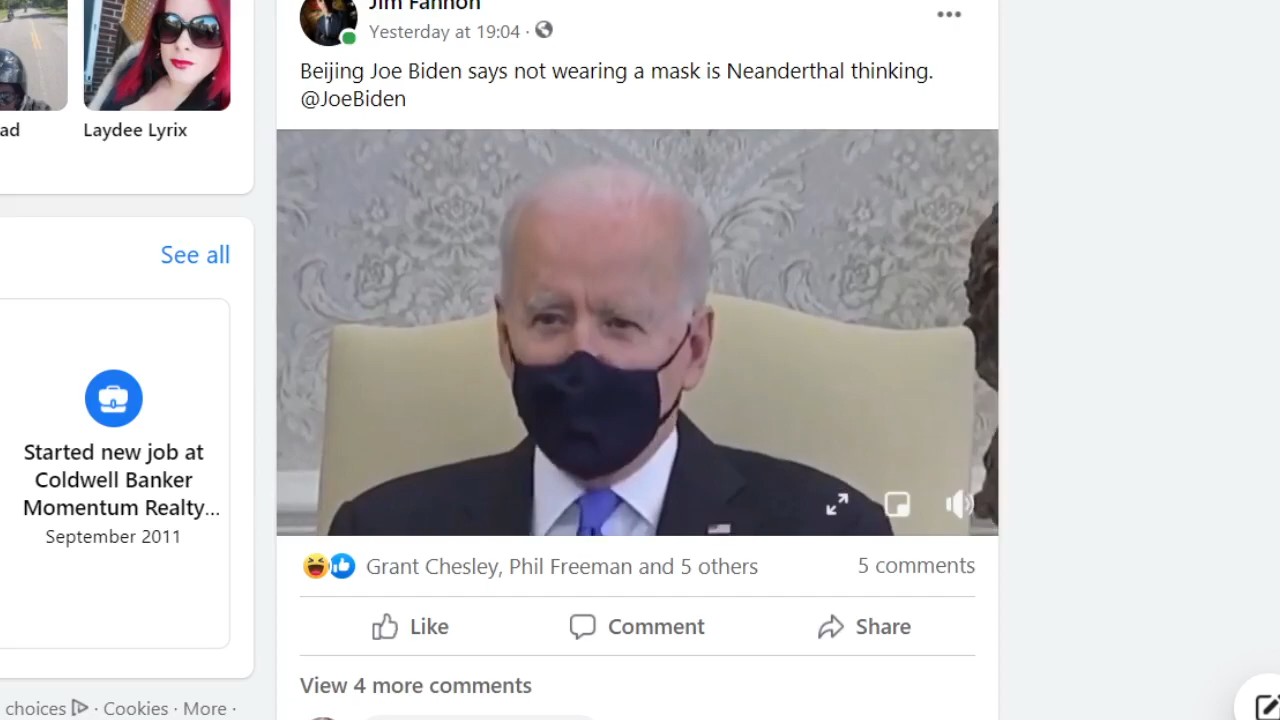 Jim Fannon
Yesterday at 19:04 ·
Beijing Joe Biden says not wearing a mask is Neanderthal thinking.
@JoeBiden
ad
Laydee Lyrix
See all
Started new job at
Coldwell Banker
Momentum Realty...
September 2011
Grant Chesley, Phil Freeman and 5 others
5 comments
Like
Comment
Share
View 4 more comments
choices · Cookies · More ·